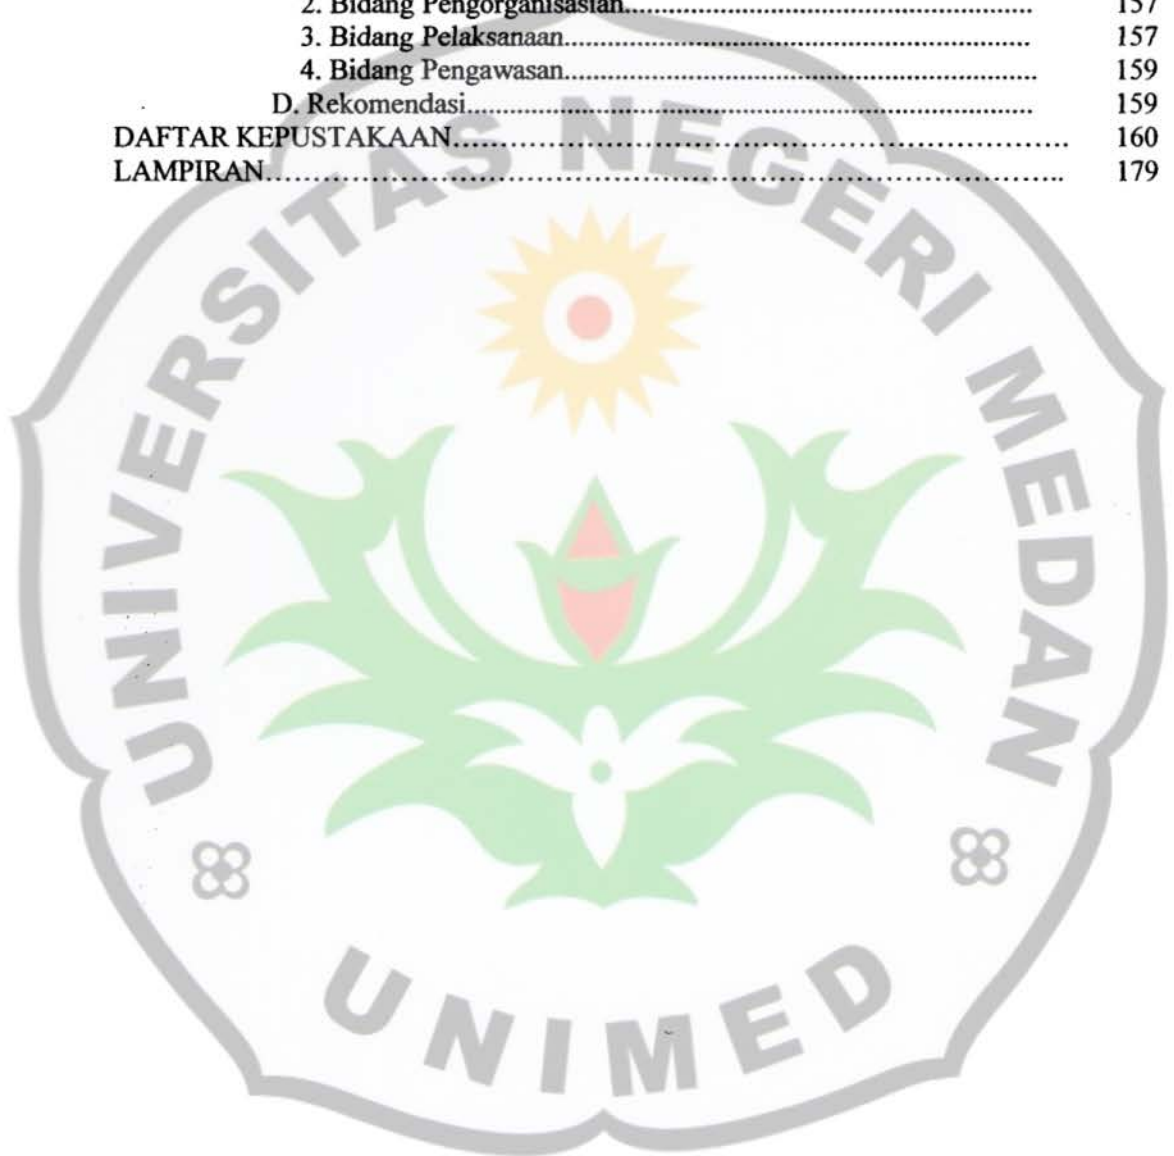 2. Bidang Pengorganisasian............................................................ 157
3. Bidang Pelaksanaan..................................................................... 157
4. Bidang Pengawasan..................................................................... 159
D. Rekomendasi.................................................................................. 159
DAFTAR KEPUSTAKAAN................................................................... 160
LAMPIRAN............................................................................................ 179
UNIVERSITAS NEGERI MEDAN
UNIMED